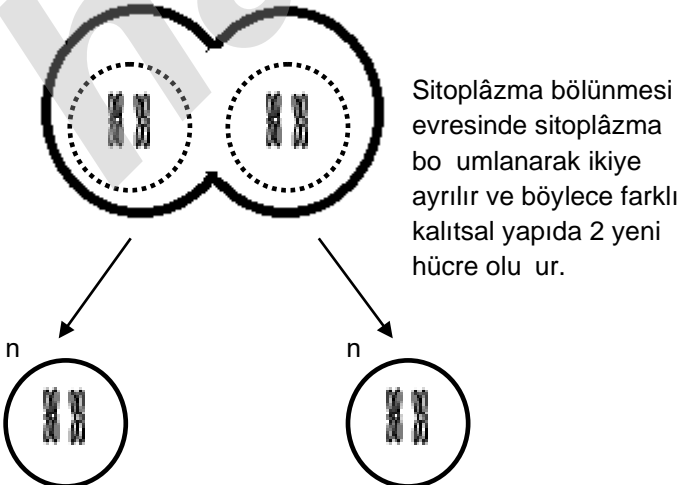 Sitoplâzma bölünmesi
evresinde sitoplâzma
bo umlanarak ikiye
ayrılır ve böylece farklı
kalıtsal yapıda 2 yeni
hücre olu ur.
n
n